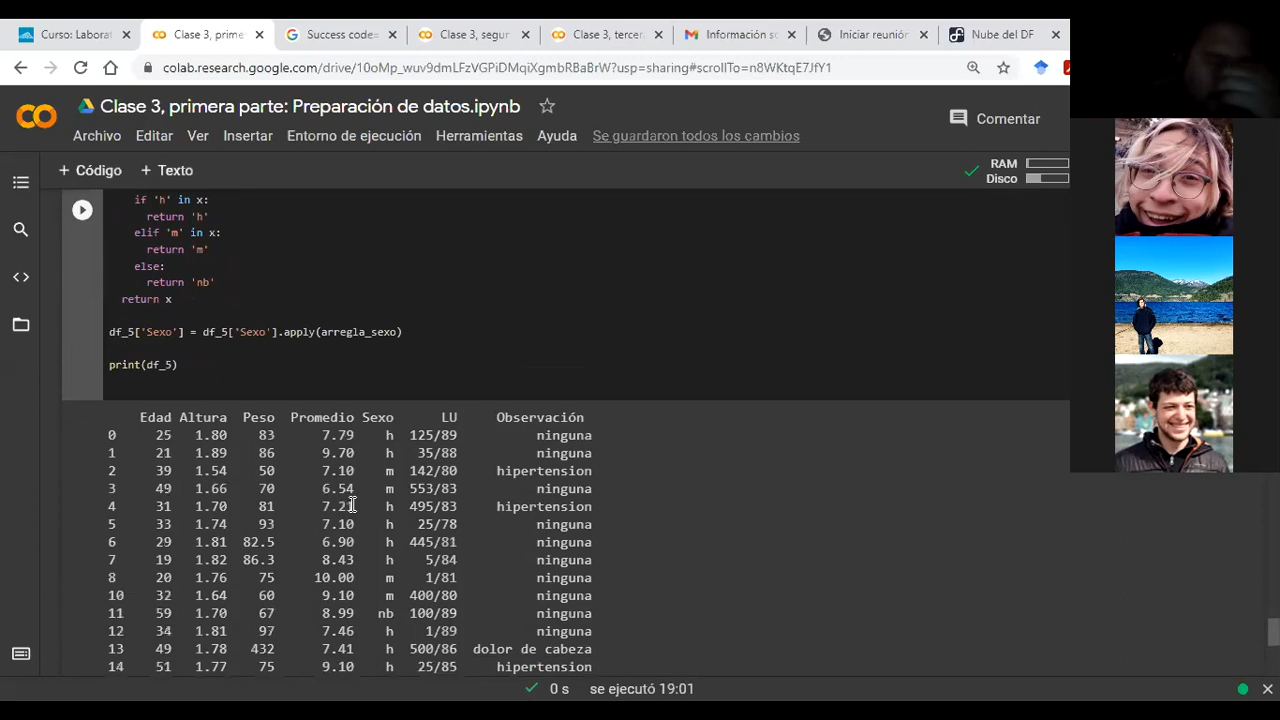 Curso: Laborat
Clase 3, prime
Success code=
Clase 3, segur
Clase 3, tercer
Información so
Iniciar reunión
Nube del DF
colab.research.google.com/drive/10oMp_wuv9dmLFzVGPiDMqiXgmbRBaBrW?usp=sharing#scrollTo=n8WKtqE7JfY1
Clase 3, primera parte: Preparación de datos.ipynb
Comentar
Archivo Editar Ver Insertar Entorno de ejecución Herramientas Ayuda Se guardaron todos los cambios
+ Código + Texto
RAM
Disco
if 'h' in x:
return 'h'
elif 'm' in x:
return 'm'
else:
return 'nb'
return x
df_5['Sexo'] = df_5['Sexo'].apply(arregla_sexo)
print(df_5)
Edad Altura Peso Promedio Sexo LU Observación
0 25 1.80 83 7.79 h 125/89 ninguna
1 21 1.89 86 9.70 h 35/88 ninguna
2 39 1.54 50 7.10 m 142/80 hipertension
3 49 1.66 70 6.54 m 553/83 ninguna
4 31 1.70 81 7.21 h 495/83 hipertension
5 33 1.74 93 7.10 h 25/78 ninguna
6 29 1.81 82.5 6.90 h 445/81 ninguna
7 19 1.82 86.3 8.43 h 5/84 ninguna
8 20 1.76 75 10.00 m 1/81 ninguna
10 32 1.64 60 9.10 m 400/80 ninguna
11 59 1.70 67 8.99 nb 100/89 ninguna
12 34 1.81 97 7.46 h 1/89 ninguna
13 49 1.78 432 7.41 h 500/86 dolor de cabeza
14 51 1.77 75 9.10 h 25/85 hipertension
0 s se ejecutó 19:01